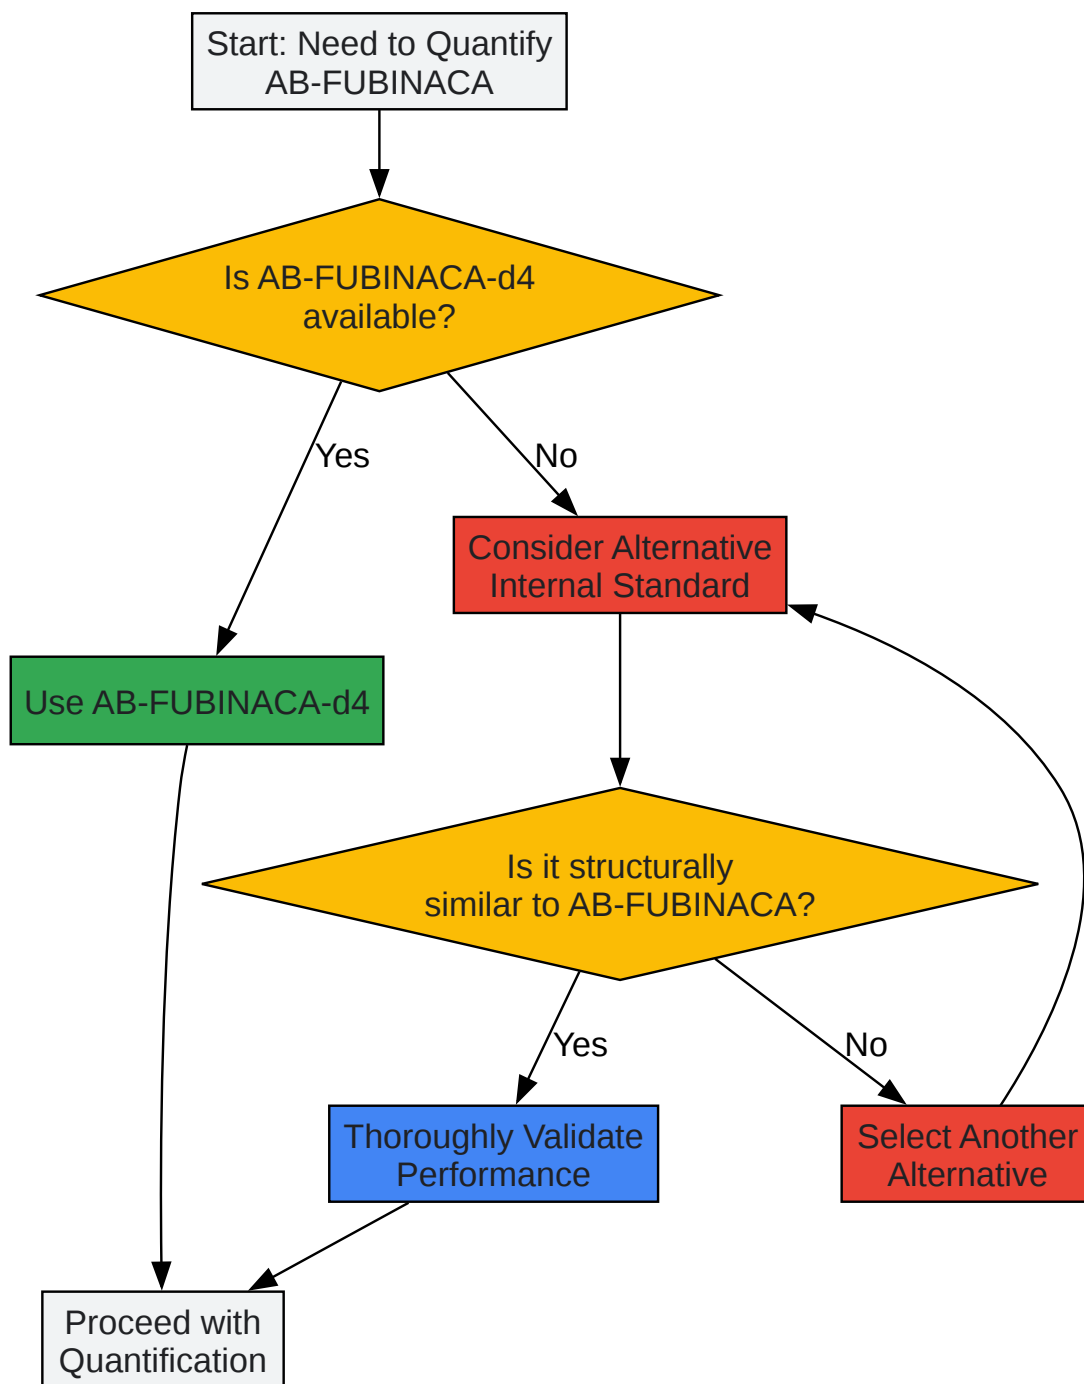 Start: Need to Quantify
AB-FUBINACA
Is AB-FUBINACA-d4
available?
Yes
No
Consider Alternative
Internal Standard
Use AB-FUBINACA-d4
Is it structurally
similar to AB-FUBINACA?
Yes
No
Thoroughly Validate
Performance
Select Another
Alternative
Proceed with
Quantification